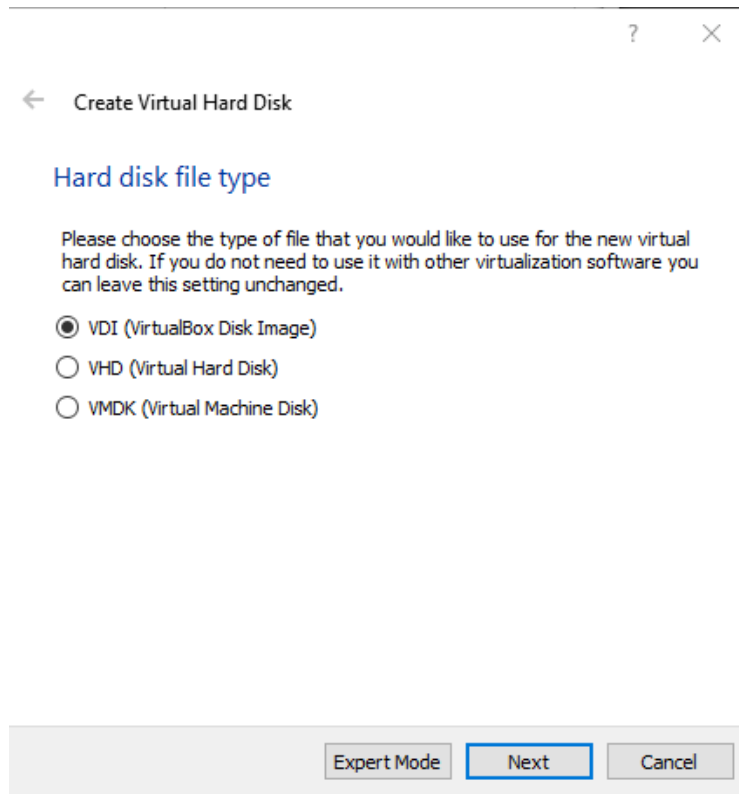 ?
Create Virtual Hard Disk
Hard disk file type
Please choose the type of file that you would like to use for the new virtual
hard disk. If you do not need to use it with other virtualization software you
can leave this setting unchanged.
VDI (VirtualBox Disk Image)
VHD (Virtual Hard Disk)
VMDK (Virtual Machine Disk)
Expert Mode Next Cancel